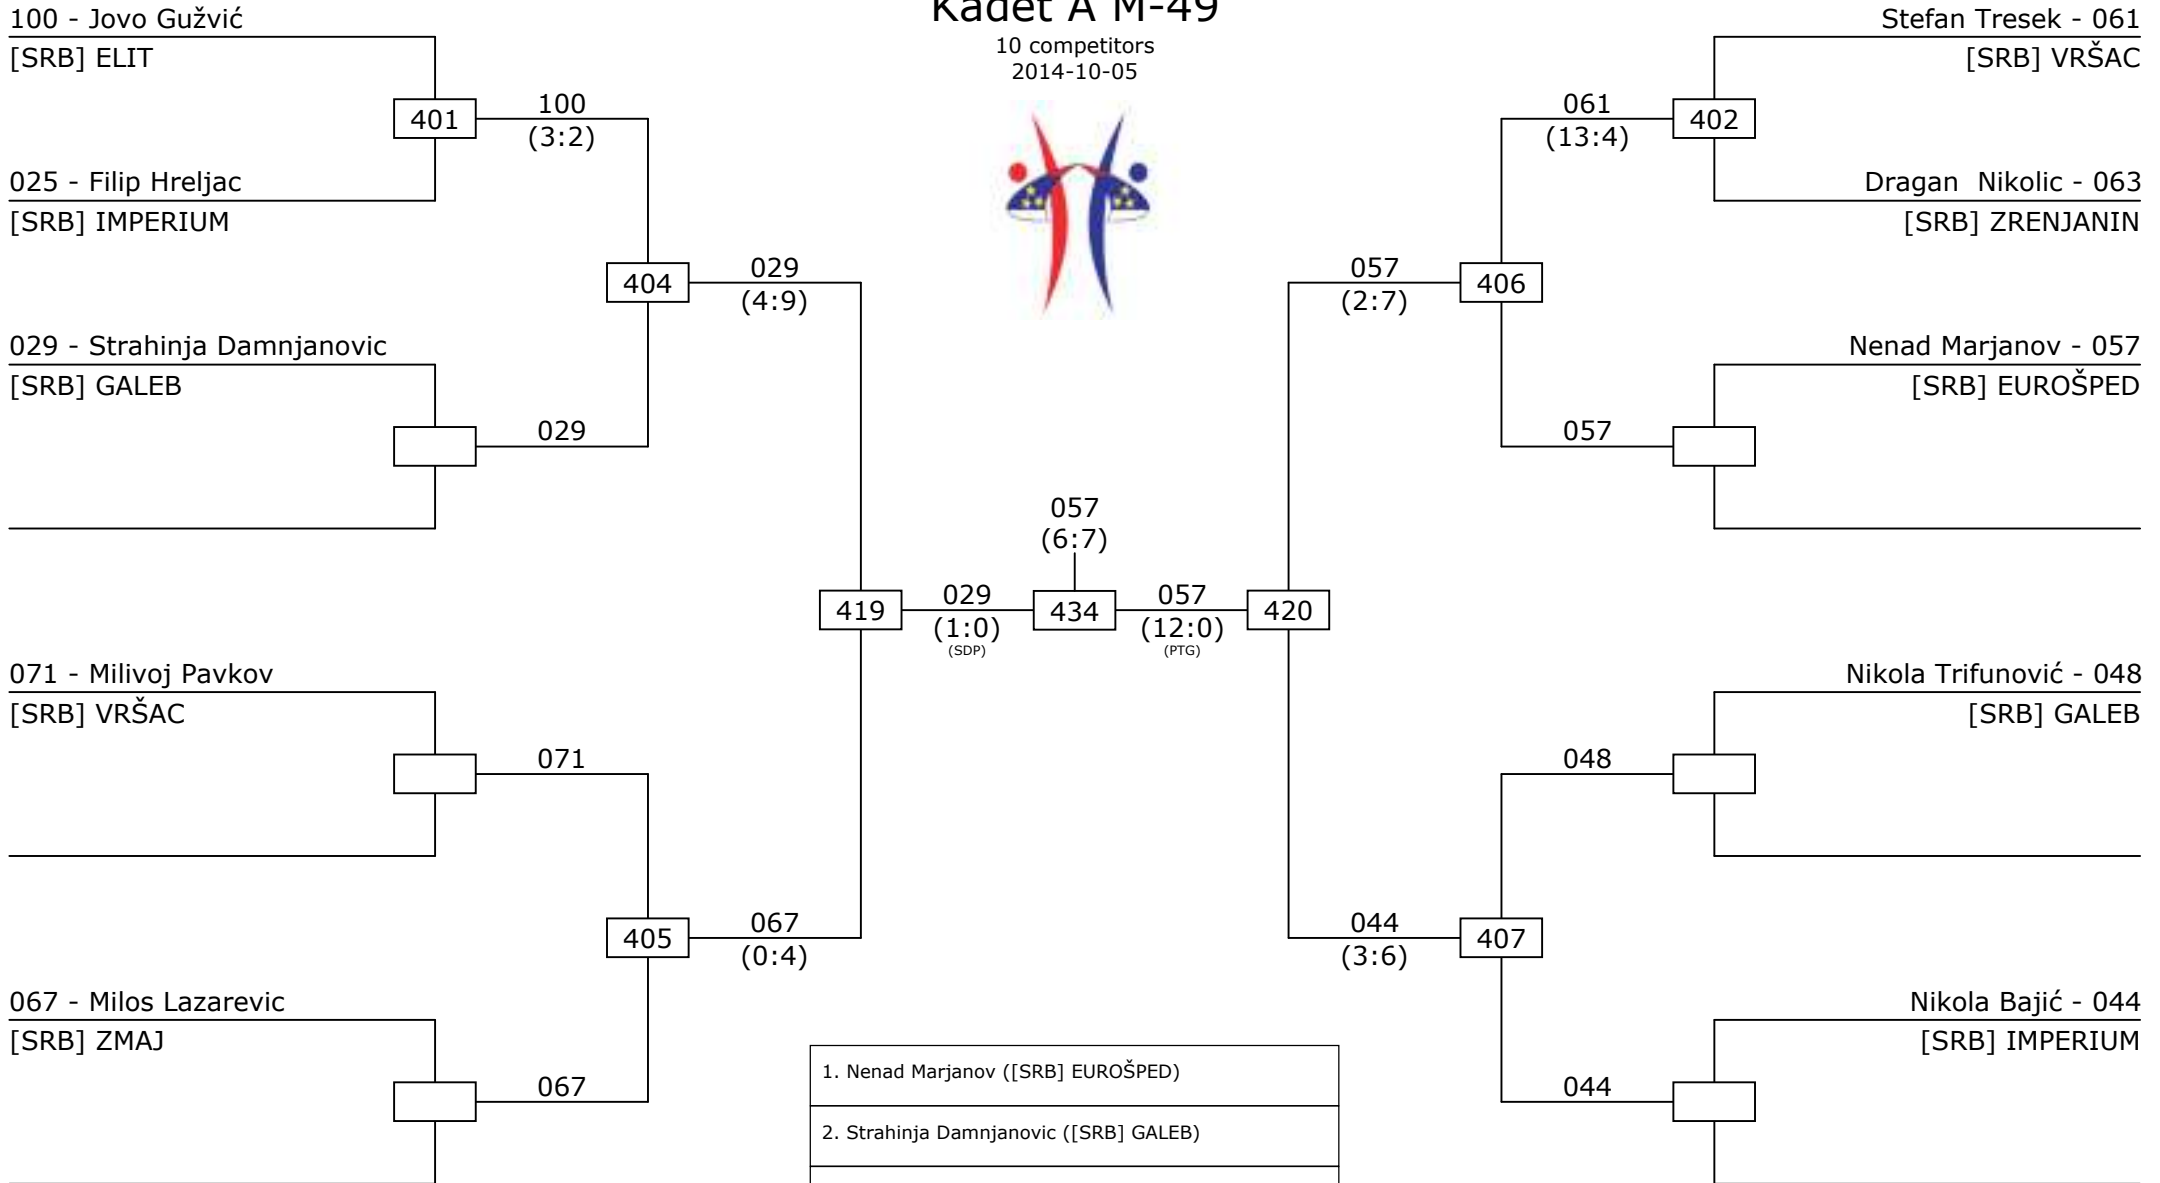 Kadet A M-49
10 competitors
2014-10-05
100 - Jovo Gužvić
[SRB] ELIT
401
100
(3:2)
025 - Filip Hreljac
[SRB] IMPERIUM
404
029
(4:9)
029 - Strahinja Damnjanovic
[SRB] GALEB
029
071 - Milivoj Pavkov
[SRB] VRŠAC
071
405
067
(0:4)
067 - Milos Lazarevic
[SRB] ZMAJ
067
419
029
(1:0)
(SDP)
057
(6:7)
434
057
(12:0)
(PTG)
420
Stefan Tresek - 061
[SRB] VRŠAC
061
(13:4)
402
Dragan  Nikolic - 063
[SRB] ZRENJANIN
057
(2:7)
406
Nenad Marjanov - 057
[SRB] EUROŠPED
057
Nikola Trifunović - 048
[SRB] GALEB
048
044
(3:6)
407
Nikola Bajić - 044
[SRB] IMPERIUM
044
1. Nenad Marjanov ([SRB] EUROŠPED)
2. Strahinja Damnjanovic ([SRB] GALEB)